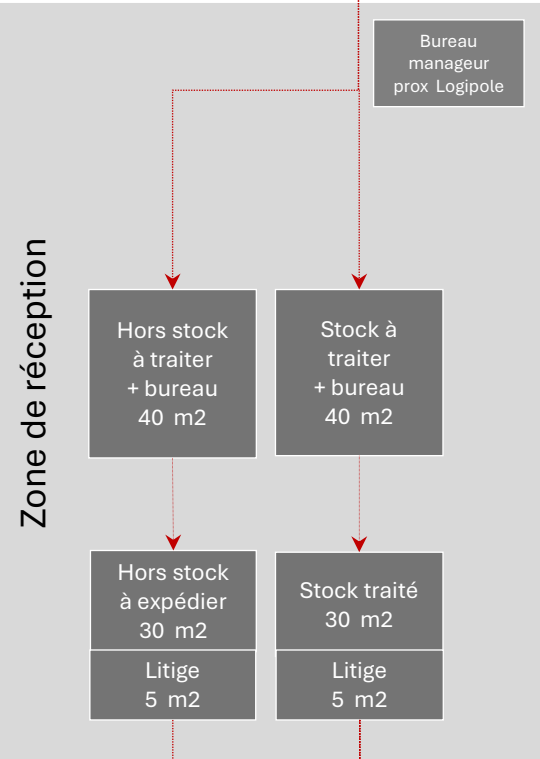 Bureau
manageur
prox Logipole
Zone de réception
Hors stock
à traiter
+ bureau
40 m2
Stock à
traiter
+ bureau
40 m2
Hors stock
à expédier
30 m2
Stock traité
30 m2
Litige
5 m2
Litige
5 m2